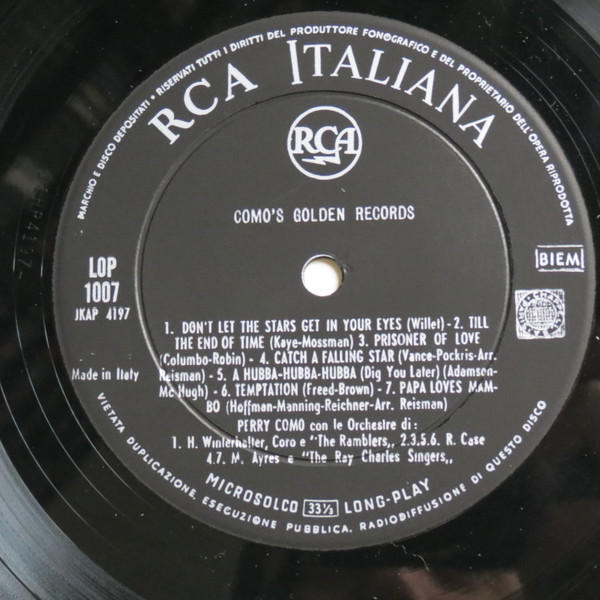 MARCHIO E DISCO DEPOSITATI • RISERVATI TUTTI I DIRITTI DEL PRODUTTORE FONOGRAFICO E DEL PROPRIETARIO DELL'OPERA RIPRODOTTA
RCA ITALIANA
RCA
COMO'S GOLDEN RECORDS
BIEM
LOP
1007
JKAP 4197
Made in Italy
1. DON'T LET THE STARS GET IN YOUR EYES (Willet) - 2. TILL
THE END OF TIME (Kaye-Mossman) 3. PRISONER OF LOVE
(Columbo-Robin) - 4. CATCH A FALLING STAR (Vance-Pockris-Arr.
Reisman) - 5. A HUBBA-HUBBA-HUBBA (Dig You Later) (Adamson-
Mc Hugh) - 6. TEMPTATION (Freed-Brown) - 7. PAPA LOVES MAM-
BO (Hoffman-Manning-Reichner-Arr. Reisman)
PERRY COMO con le Orchestre di:
1. H. Winterhalter, Coro e "The Ramblers,, 2.3.5.6. R. Case
4.7. M. Ayres e "The Ray Charles Singers,,
MICROSOLCO 33⅓ LONG-PLAY
VIETATA DUPLICAZIONE, ESECUZIONE PUBBLICA, RADIODIFFUSIONE DI QUESTO DISCO